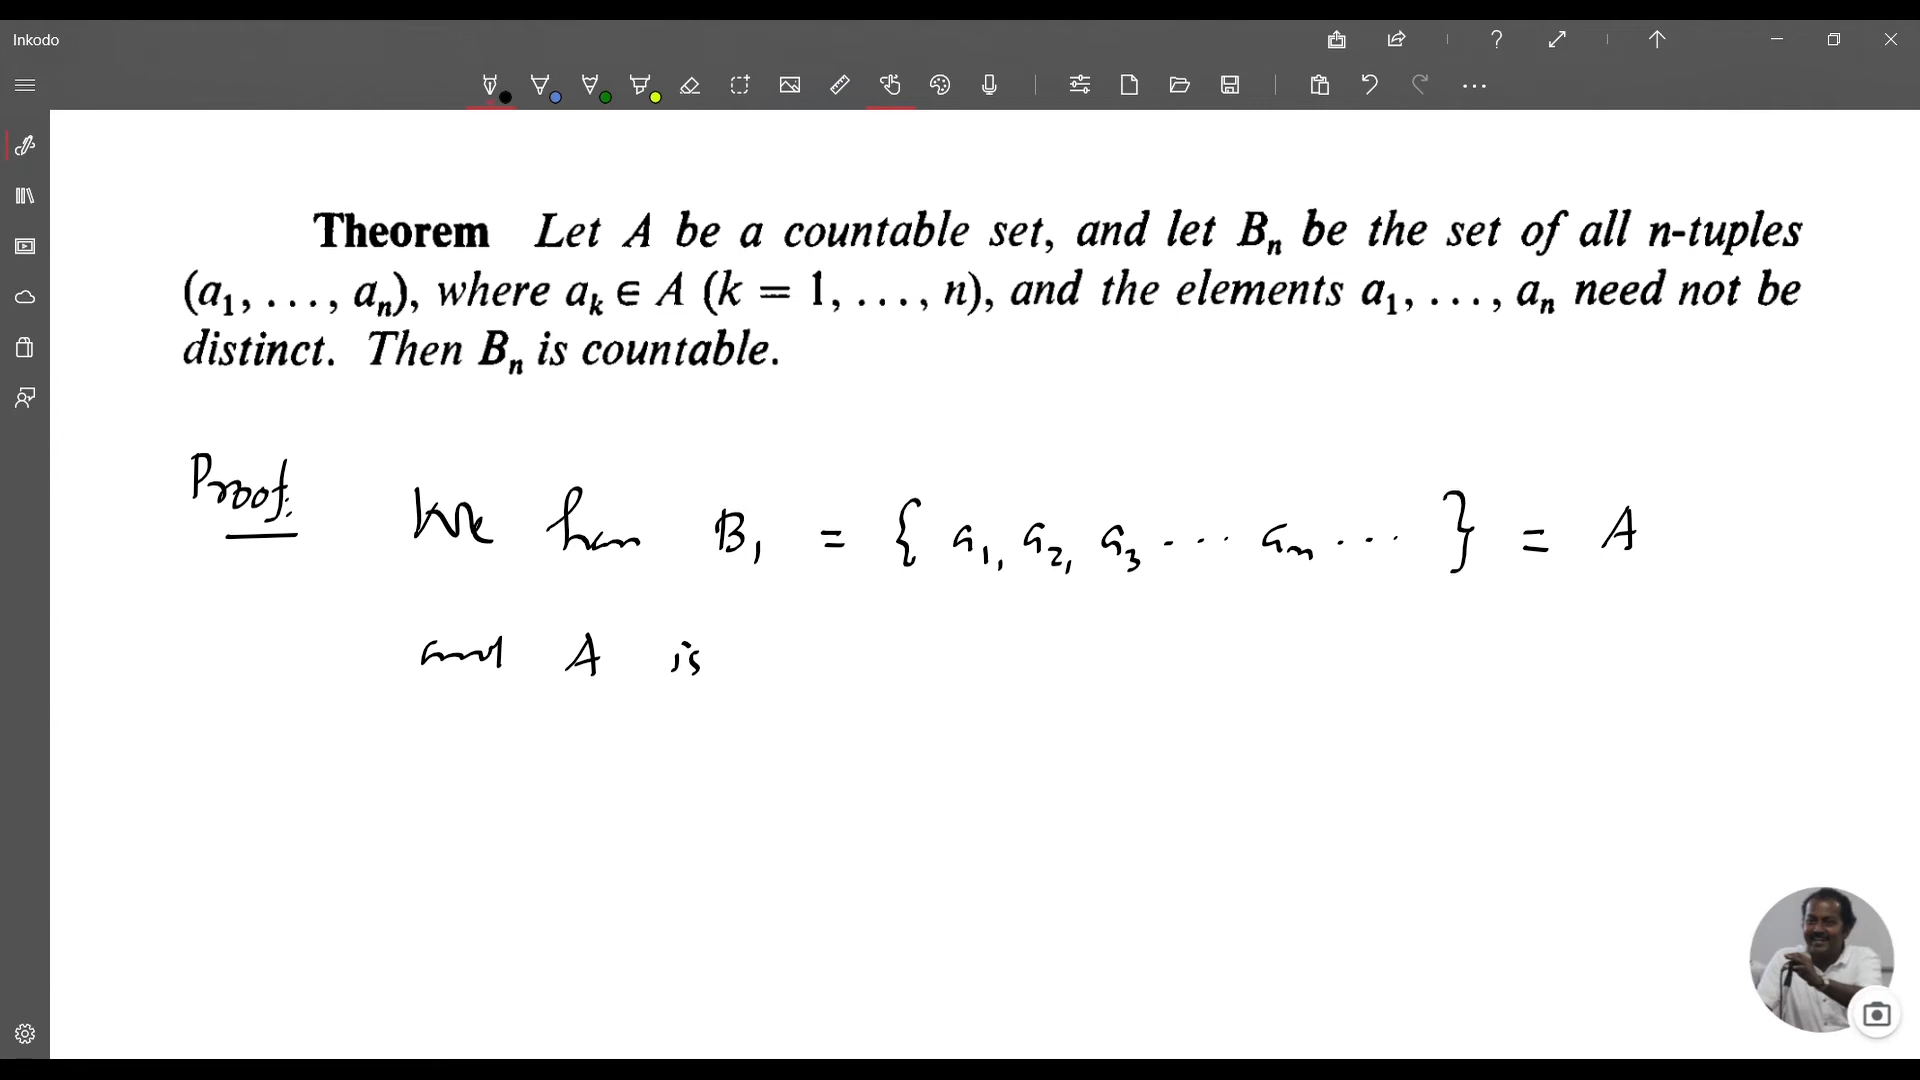 Inkodo
Theorem Let A be a countable set, and let Bₙ be the set of all n-tuples
(a₁, . . . , aₙ), where aₖ ∈ A (k = 1, . . . , n), and the elements a₁, . . . , aₙ need not be
distinct. Then Bₙ is countable.
Proof:
We have B₁ = { a₁, a₂, a₃ ... aₙ ... } = A
and A is